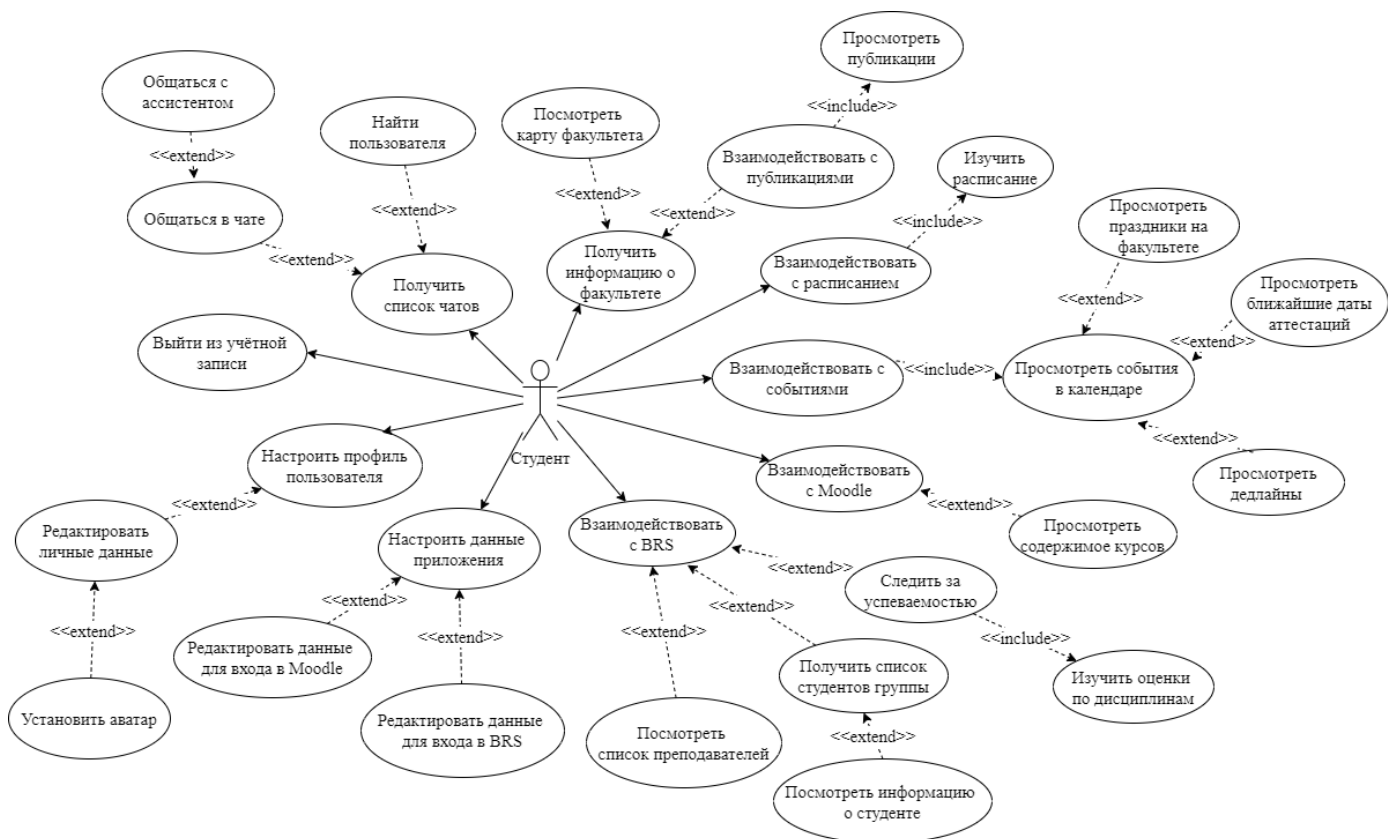 Просмотреть
публикации
Общаться с
ассистентом
Найти
пользователя
Посмотреть
карту факультета
<<include>>
<<extend>>
Взаимодействовать с
публикациями
Изучить
расписание
<<extend>>
<<extend>>
<<extend>>
<<include>>
Общаться в чате
Просмотреть
праздники на
факультете
<<extend>>
Получить
список чатов
Получить
информацию о
факультете
Взаимодействовать
с расписанием
<<extend>>
Просмотреть
ближайшие даты
аттестаций
<<extend>>
Выйти из учётной
записи
Взаимодействовать с
событиями
<<include>>
Просмотреть события
в календаре
<<extend>>
Студент
Настроить профиль
пользователя
Взаимодействовать
с Moodle
Просмотреть
дедлайны
<<extend>>
<<extend>>
Редактировать
личные данные
Настроить данные
приложения
Взаимодействовать
с BRS
Просмотреть
содержимое курсов
<<extend>>
Следить за
успеваемостью
<<extend>>
<<extend>>
<<extend>>
<<extend>>
<<extend>>
<<include>>
Редактировать данные
для входа в Moodle
Получить список
студентов группы
Изучить оценки
по дисциплинам
Установить аватар
Редактировать данные
для входа в BRS
Посмотреть
список преподавателей
<<extend>>
Посмотреть информацию
о студенте